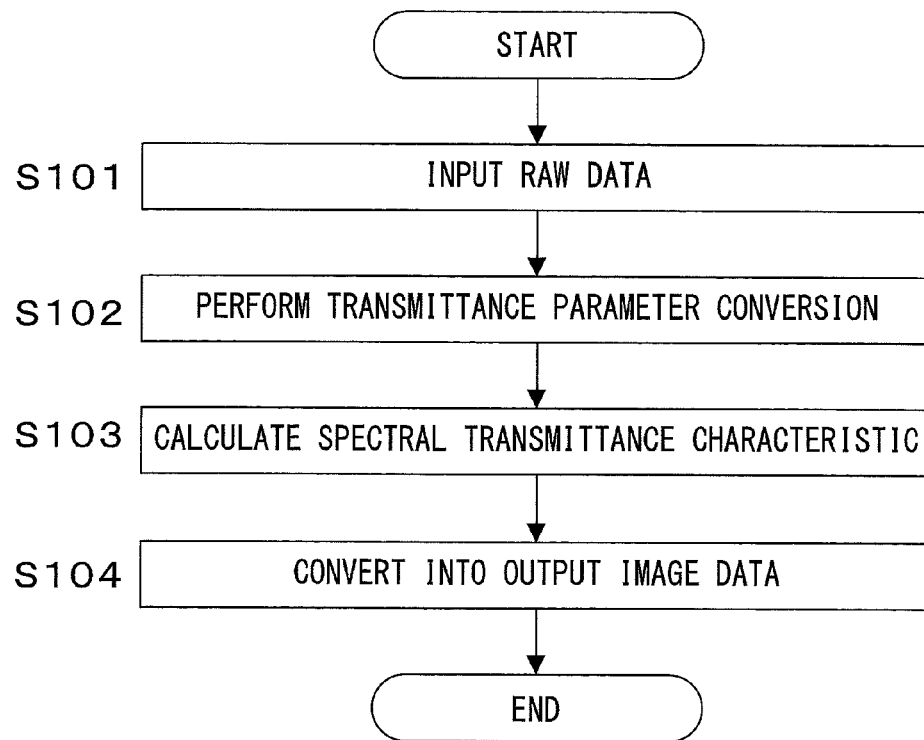 START
S101 INPUT RAW DATA
S102 PERFORM TRANSMITTANCE PARAMETER CONVERSION
S103 CALCULATE SPECTRAL TRANSMITTANCE CHARACTERISTIC
S104 CONVERT INTO OUTPUT IMAGE DATA
END